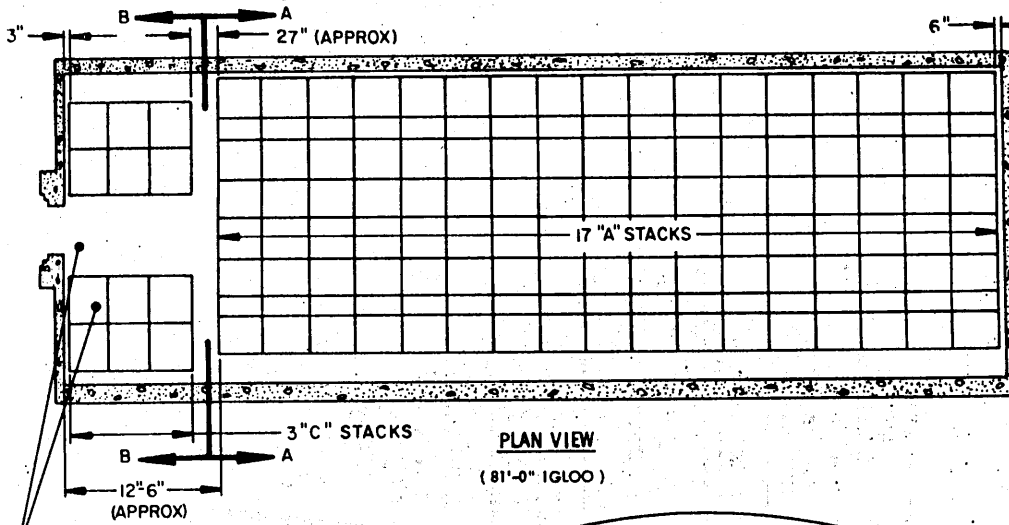 B A
3" 27" (APPROX) 6"
17 "A" STACKS
3 "C" STACKS
B A
PLAN VIEW
(81'-0" IGLOO)
12'-6"
(APPROX)